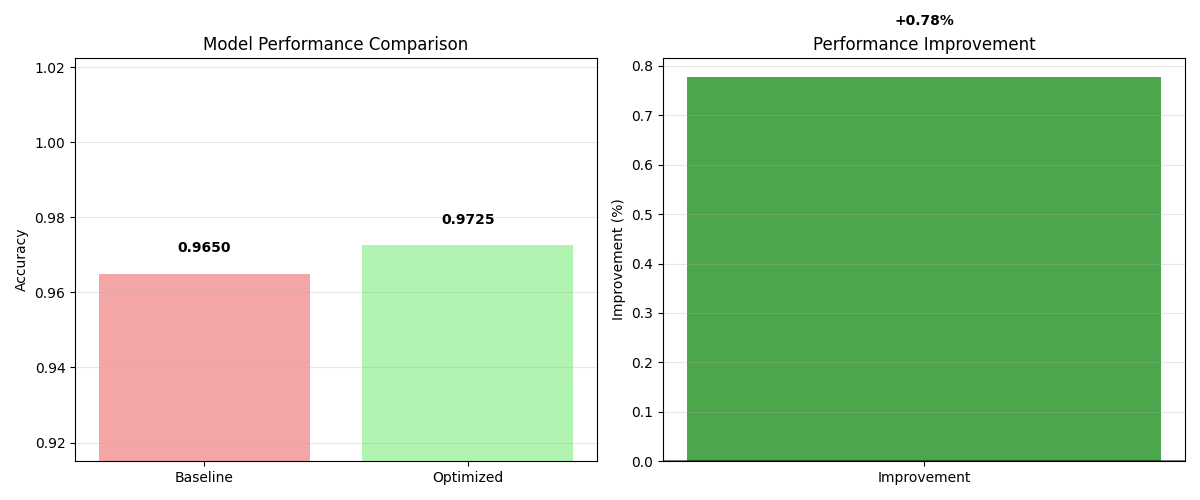 Model Performance Comparison
Accuracy
1.02
1.00
0.98
0.96
0.94
0.92
0.9650
0.9725
Baseline
Optimized
+0.78%
Performance Improvement
Improvement (%)
0.8
0.7
0.6
0.5
0.4
0.3
0.2
0.1
0.0
Improvement